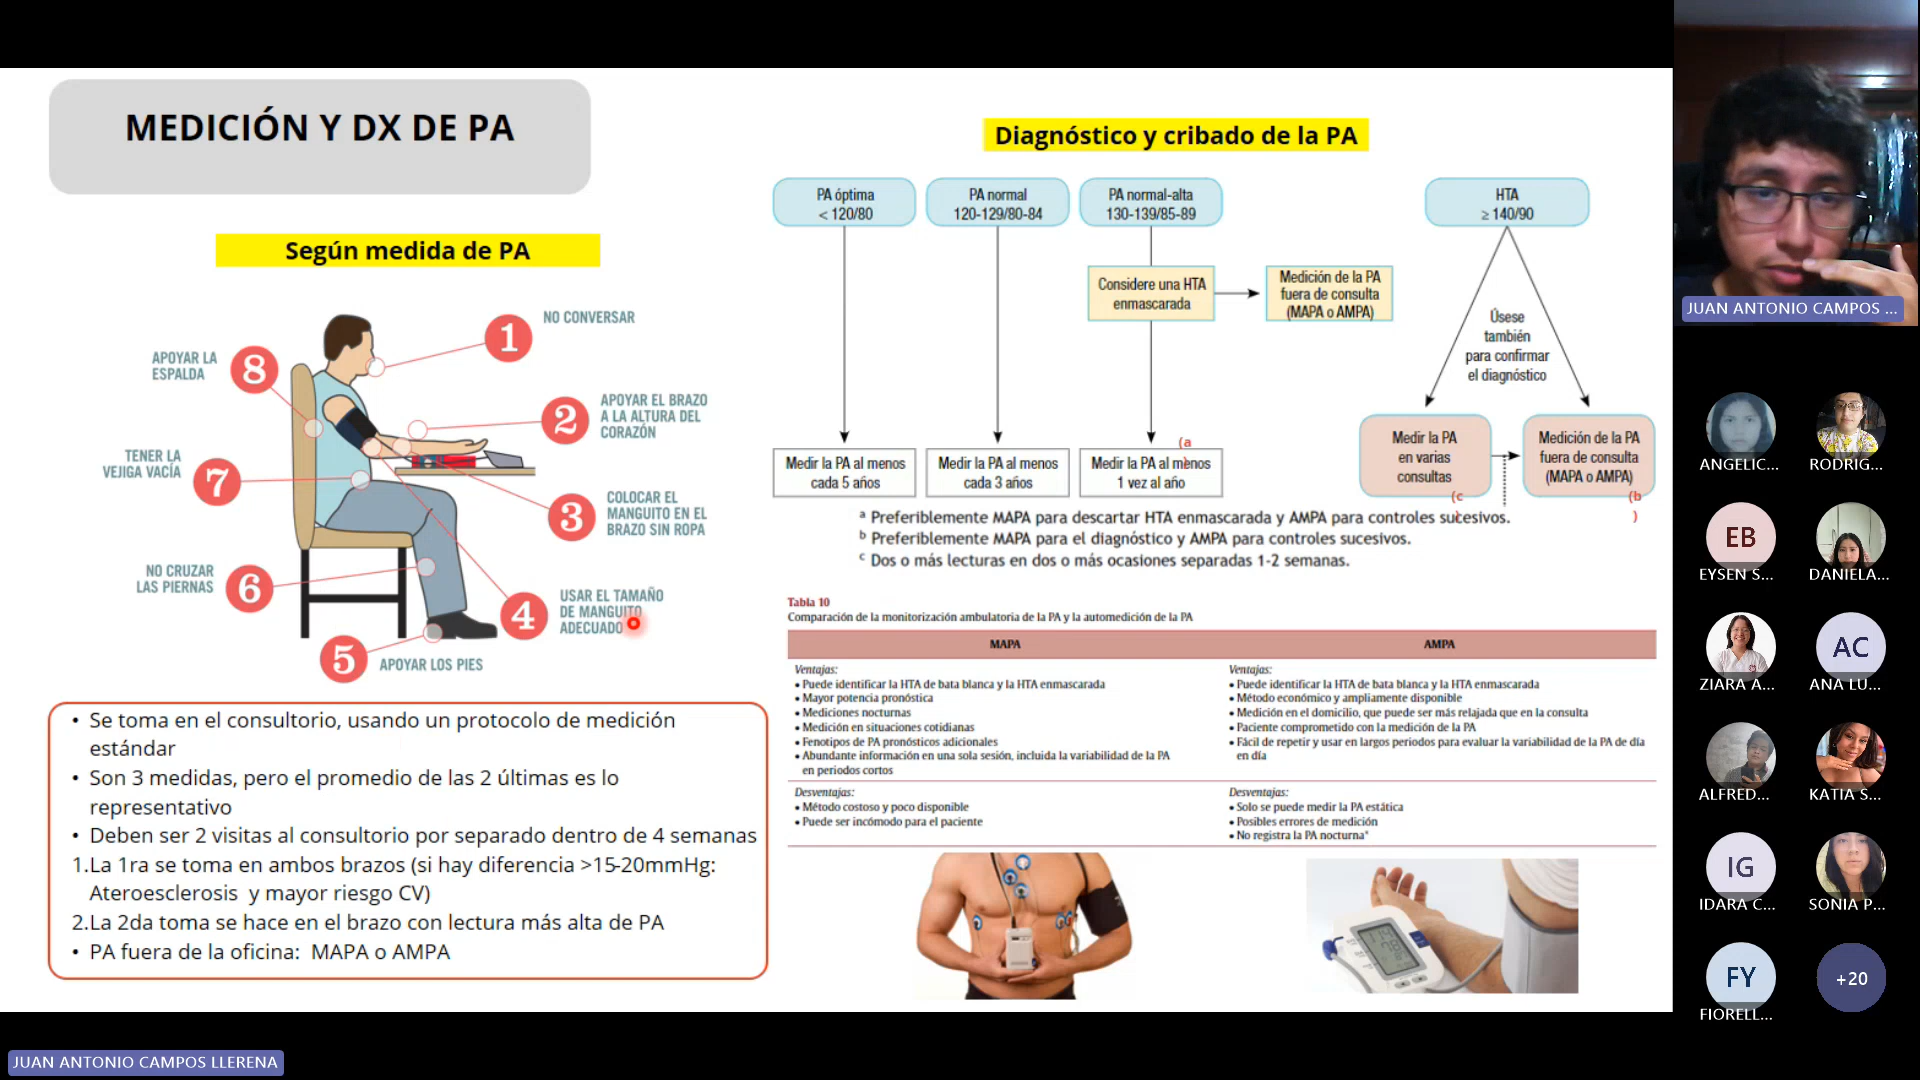 MEDICIÓN Y DX DE PA
Según medida de PA
1
NO CONVERSAR
2
APOYAR EL BRAZO
A LA ALTURA DEL
CORAZÓN
3
COLOCAR EL
MANGUITO EN EL
BRAZO SIN ROPA
4
USAR EL TAMAÑO
DE MANGUITO
ADECUADO
5
APOYAR LOS PIES
6
NO CRUZAR
LAS PIERNAS
7
TENER LA
VEJIGA VACÍA
8
APOYAR LA
ESPALDA
• Se toma en el consultorio, usando un protocolo de medición
estándar
• Son 3 medidas, pero el promedio de las 2 últimas es lo
representativo
• Deben ser 2 visitas al consultorio por separado dentro de 4 semanas
1.La 1ra se toma en ambos brazos (si hay diferencia >15-20mmHg:
Ateroesclerosis y mayor riesgo CV)
2.La 2da toma se hace en el brazo con lectura más alta de PA
• PA fuera de la oficina: MAPA o AMPA
Diagnóstico y cribado de la PA
PA óptima
< 120/80
PA normal
120-129/80-84
PA normal-alta
130-139/85-89
HTA
≥ 140/90
Considere una HTA
enmascarada
Medición de la PA
fuera de consulta
(MAPA o AMPA)
Úsese
también
para confirmar
el diagnóstico
Medir la PA al menos
cada 5 años
Medir la PA al menos
cada 3 años
Medir la PA al menos
1 vez al año
(a
)
Medir la PA
en varias
consultas
(c
)
Medición de la PA
fuera de consulta
(MAPA o AMPA)
(b
)
a Preferiblemente MAPA para descartar HTA enmascarada y AMPA para controles sucesivos.
b Preferiblemente MAPA para el diagnóstico y AMPA para controles sucesivos.
c Dos o más lecturas en dos o más ocasiones separadas 1-2 semanas.
Tabla 10
Comparación de la monitorización ambulatoria de la PA y la automedición de la PA
MAPA
AMPA
Ventajas:
• Puede identificar la HTA de bata blanca y la HTA enmascarada
• Mayor potencia pronóstica
• Mediciones nocturnas
• Medición en situaciones cotidianas
• Fenotipos de PA pronósticos adicionales
• Abundante información en una sola sesión, incluida la variabilidad de la PA
en periodos cortos
Ventajas:
• Puede identificar la HTA de bata blanca y la HTA enmascarada
• Método económico y ampliamente disponible
• Medición en el domicilio, que puede ser más relajada que en la consulta
• Paciente comprometido con la medición de la PA
• Fácil de repetir y usar en largos periodos para evaluar la variabilidad de la PA de día
en día
Desventajas:
• Método costoso y poco disponible
• Puede ser incómodo para el paciente
Desventajas:
• Solo se puede medir la PA estática
• Posibles errores de medición
• No registra la PA nocturna*
JUAN ANTONIO CAMPOS ...
ANGELIC...
RODRIG...
EB
EYSEN S...
DANIELA...
ZIARA A...
AC
ANA LU...
ALFRED...
KATIA S...
IG
IDARA C...
SONIA P...
FY
FIORELL...
+20
JUAN ANTONIO CAMPOS LLERENA